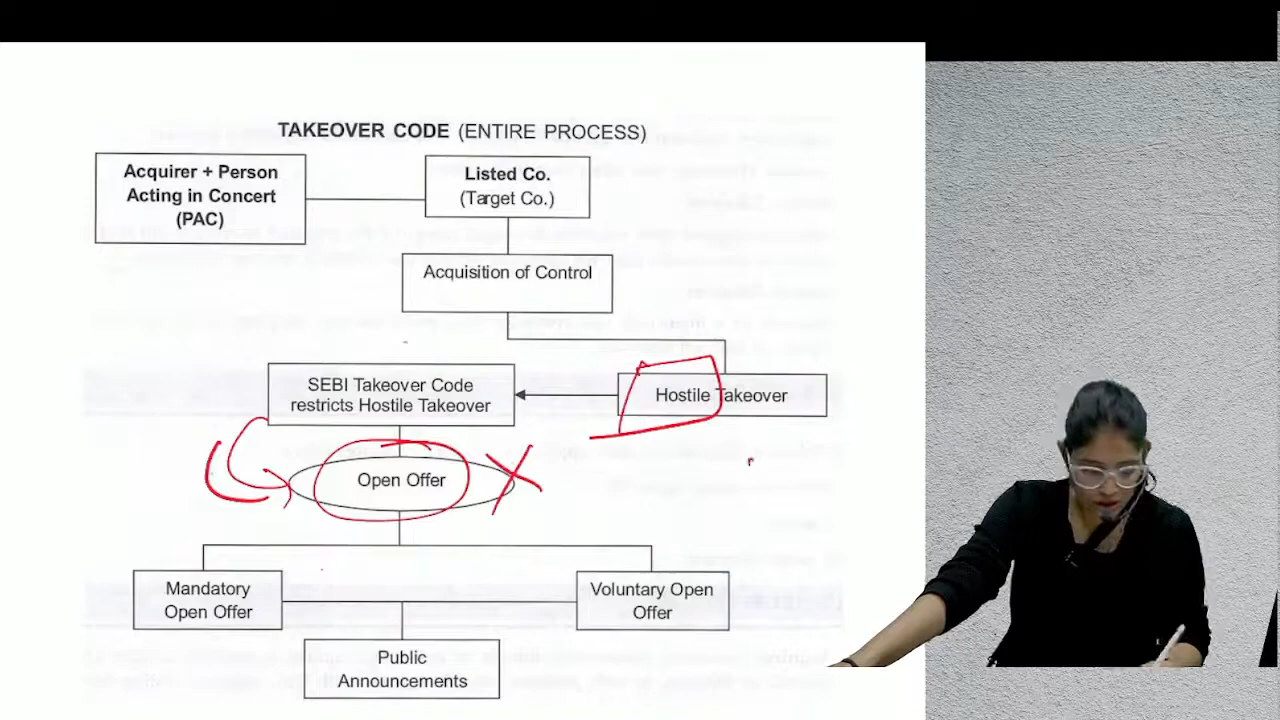 TAKEOVER CODE (ENTIRE PROCESS)
Acquirer + Person
Acting in Concert
(PAC)
Listed Co.
(Target Co.)
Acquisition of Control
SEBI Takeover Code
restricts Hostile Takeover
Hostile Takeover
Open Offer
Mandatory
Open Offer
Voluntary Open
Offer
Public
Announcements